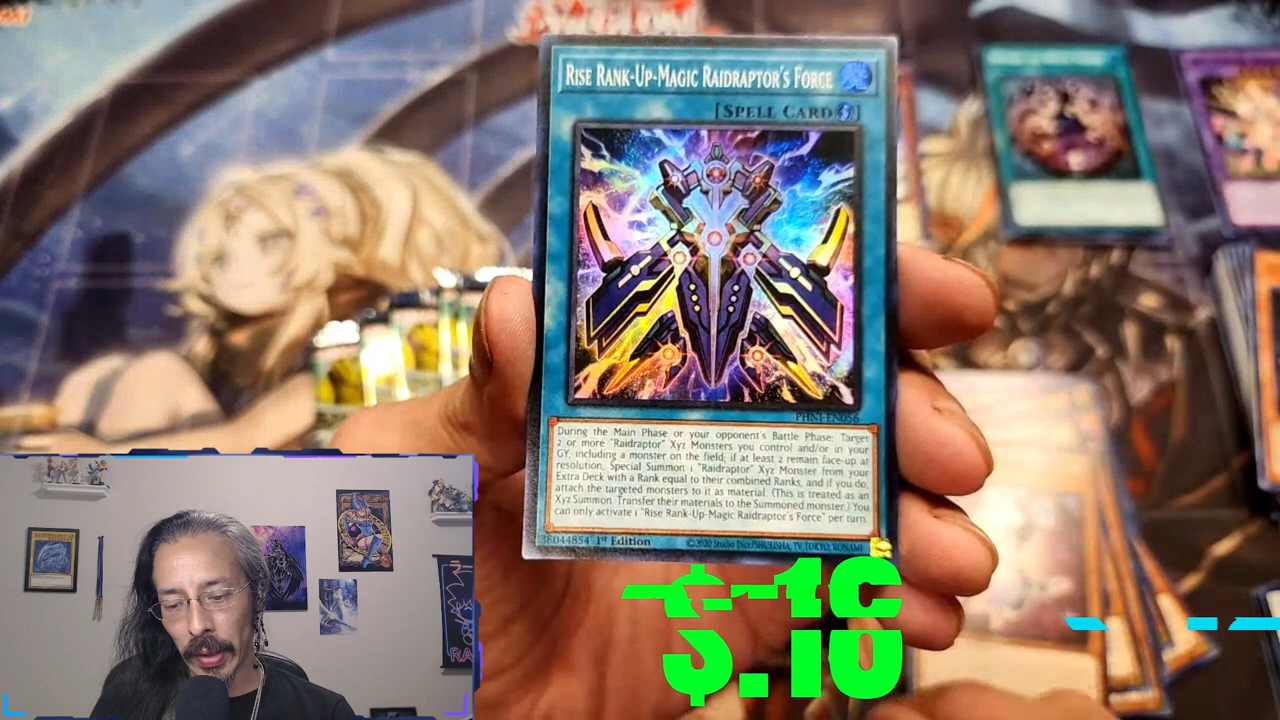 RISE RANK-UP-MAGIC RAIDRAPTOR'S FORCE
[SPELL CARD]
PHNI-EN056
During the Main Phase or your opponent's Battle Phase: Target
2 or more "Raidraptor" Xyz Monsters you control and/or in your
GY, including a monster on the field; if at least 2 remain face-up at
resolution, Special Summon 1 "Raidraptor" Xyz Monster from your
Extra Deck with a Rank equal to their combined Ranks, and if you do,
attach the targeted monsters to it as material. (This is treated as an
Xyz Summon. Transfer their materials to the Summoned monster.) You
can only activate 1 "Rise Rank-Up-Magic Raidraptor's Force" per turn.
38044854 1st Edition
©2020 Studio Dice/SHUEISHA, TV TOKYO, KONAMI
$.10
RA